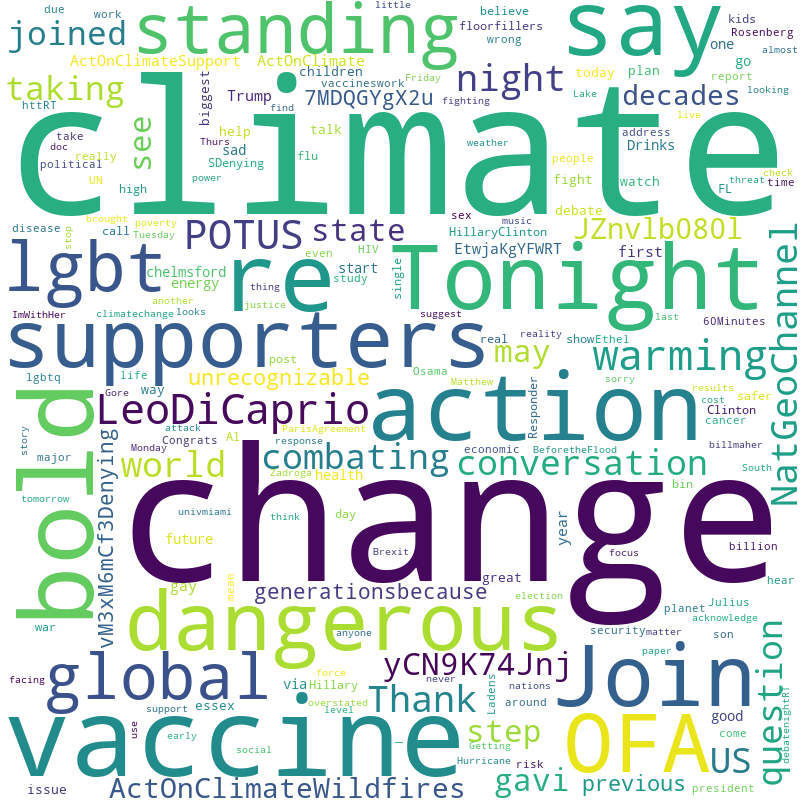 due
work
little
joined
standing
say
believe
floorfillers
wrong
kids
Rosenberg
one
almost
ActOnClimateSupport
ActOnClimate
httRT
taking
biggest
Trump
children
vaccineswork
Friday
7MDQGYgX2u
night
today
plan
go
report
looking
decades
fighting
Lake
climate
take
doc
see
Thurs
find
help
talk
address
live
political
really
sad
SDenying
flu
Drinks
people
UN
high
power
weather
fight
watch
FL
threat
check
time
debate
disease
stop
brought
poverty
call
Tuesday
POTUS
state
sex
music
HillaryClinton
JZnvlb080l
lgbt
re
Tonight
even
HIV
EtwjaKgYFWRT
first
chelmsford
energy
start
study
single
NatGeoChannel
ImWithHer
another
thing
justice
climatechange
looks
suggest
last
60Minutes
supporters
real
reality
show
Ethel
warming
may
post
lgbtq
life
way
Gore
unrecognizable
Osama
Matthew
sorry
results
cost
safer
bold
LeoDiCaprio
action
Responder
cancer
Clinton
story
attack
Congrats
AI
ParisAgreement
response
economic
BeforetheFlood
billmaher
South
major
Monday
world
combating
conversation
Zadroga
health
bin
tomorrow
vM3xM6mCf3Denying
univmiami
think
day
change
year
billion
future
Brexit
focus
hear
gay
mean
generationsbecause
great
planet
Julius
acknowledge
war
dangerous
election
anyone
security
matter
son
paper
question
debatenightRT
facing
global
force
via
Hillary
overstated
yCN9K74Jnj
never
nations
Join
support
essex
level
Thank
Ladens
around
good
use
vaccine
early
social
—
step
Getting
Hurricane
OFA
US
come
issue
ActOnClimateWildfires
gavi
risk
previous
president